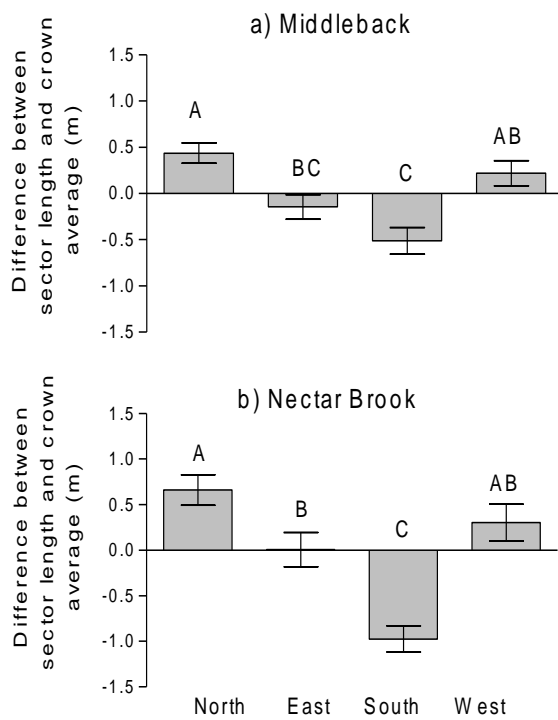 a) Middleback
Difference between
sector length and crown
average (m)
1.5
1.0
0.5
0.0
-0.5
-1.0
-1.5
A
BC
C
AB
b) Nectar Brook
Difference between
sector length and crown
average (m)
1.5
1.0
0.5
0.0
-0.5
-1.0
-1.5
A
B
C
AB
North East South West